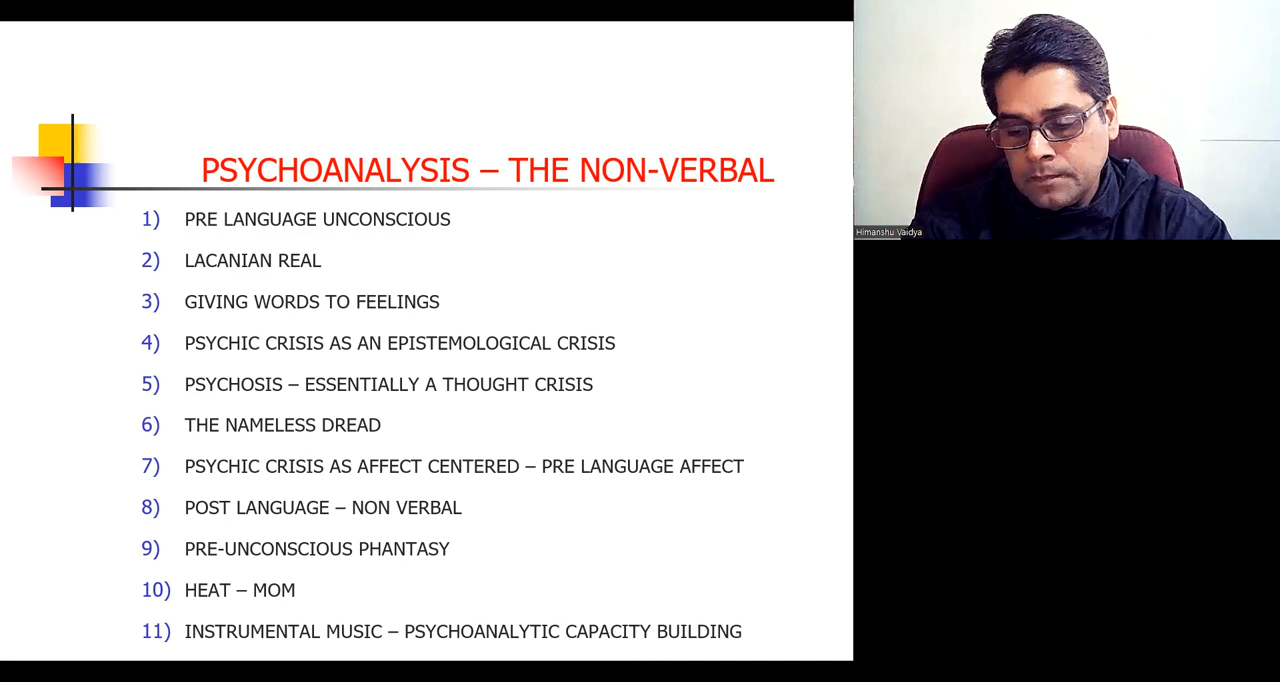 PSYCHOANALYSIS – THE NON-VERBAL
1) PRE LANGUAGE UNCONSCIOUS
2) LACANIAN REAL
3) GIVING WORDS TO FEELINGS
4) PSYCHIC CRISIS AS AN EPISTEMOLOGICAL CRISIS
5) PSYCHOSIS – ESSENTIALLY A THOUGHT CRISIS
6) THE NAMELESS DREAD
7) PSYCHIC CRISIS AS AFFECT CENTERED – PRE LANGUAGE AFFECT
8) POST LANGUAGE – NON VERBAL
9) PRE-UNCONSCIOUS PHANTASY
10) HEAT – MOM
11) INSTRUMENTAL MUSIC – PSYCHOANALYTIC CAPACITY BUILDING
Himanshu Vaidya